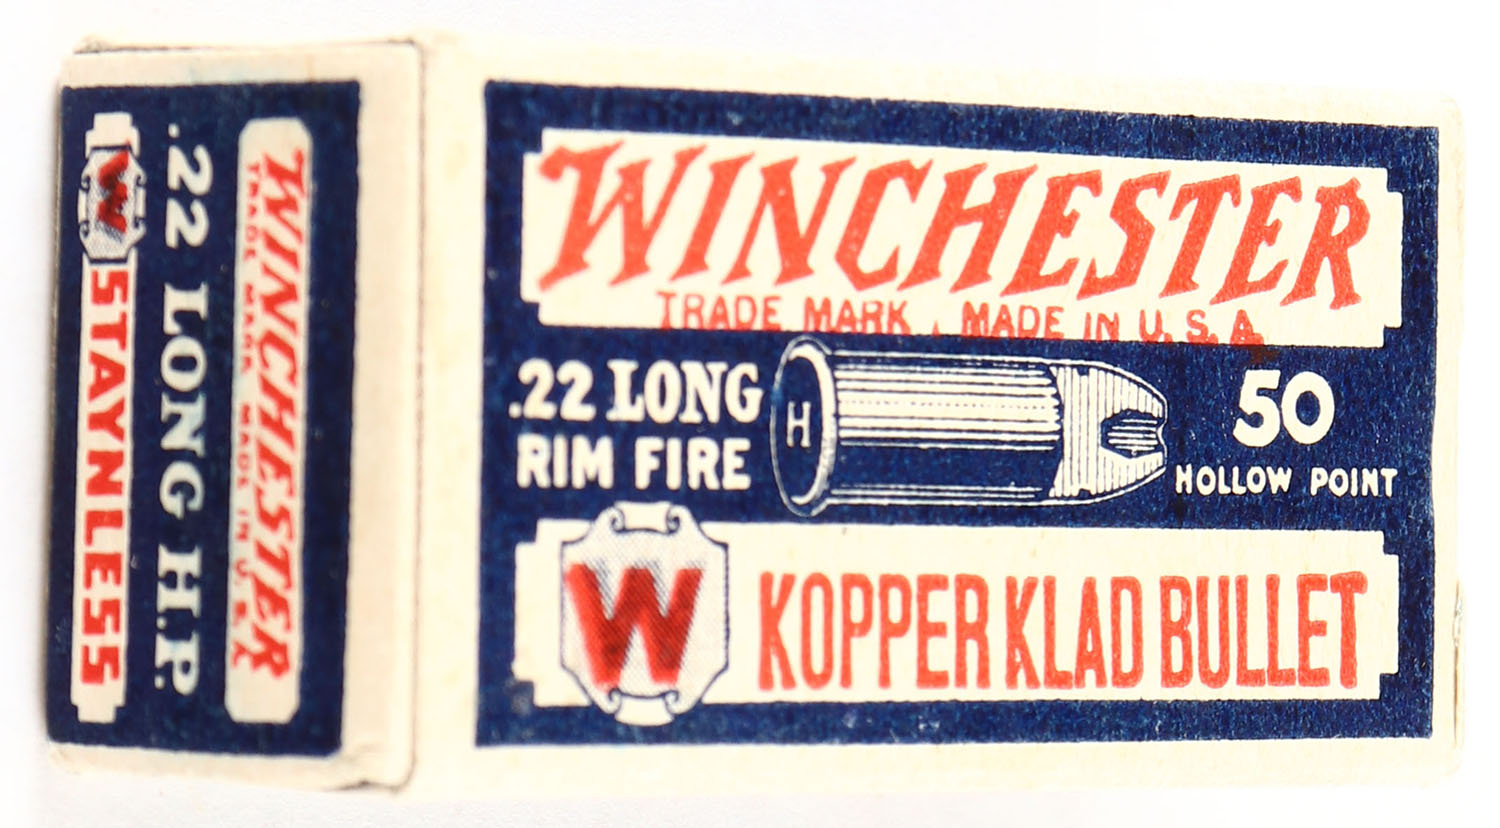 WINCHESTER
TRADE MARK . MADE IN U.S.A.
.22 LONG
RIM FIRE
H
50
HOLLOW POINT
W
KOPPER KLAD BULLET
WINCHESTER
TRADE MARK MADE IN U.S.A.
.22 LONG H.P.
W STAYNLESS